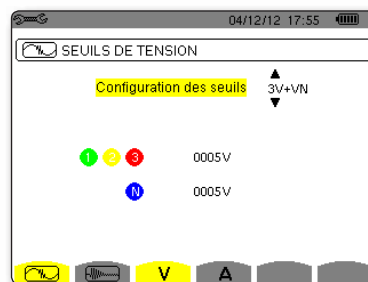 04/12/12 17:55
SEUILS DE TENSION
Configuration des seuils 3V+VN
1 2 3 0005V
N 0005V
V A